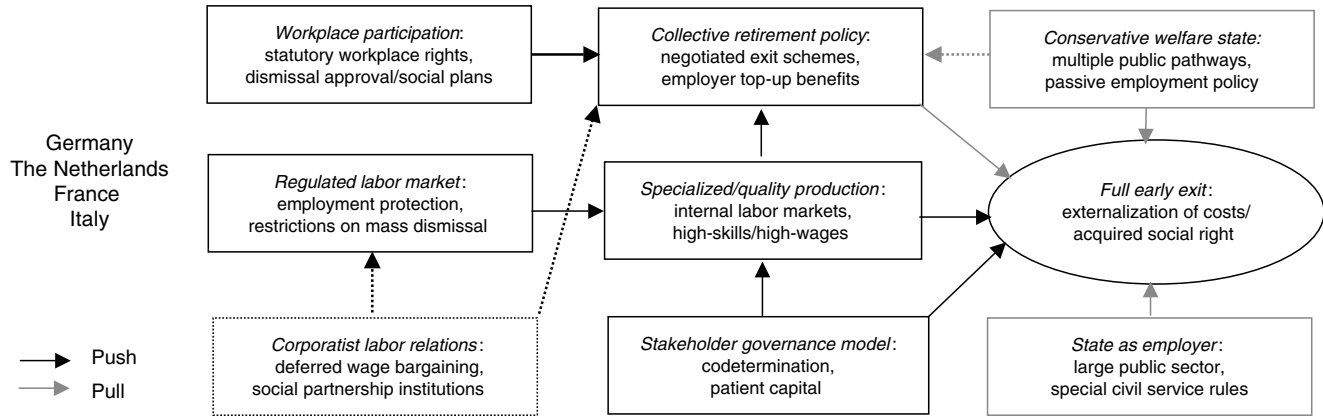 Workplace participation:
statutory workplace rights,
dismissal approval/social plans
Collective retirement policy:
negotiated exit schemes,
employer top-up benefits
Conservative welfare state:
multiple public pathways,
passive employment policy
Germany
The Netherlands
France
Italy
Regulated labor market:
employment protection,
restrictions on mass dismissal
Specialized/quality production:
internal labor markets,
high-skills/high-wages
Full early exit:
externalization of costs/
acquired social right
Corporatist labor relations:
deferred wage bargaining,
social partnership institutions
Stakeholder governance model:
codetermination,
patient capital
State as employer:
large public sector,
special civil service rules
Push
Pull